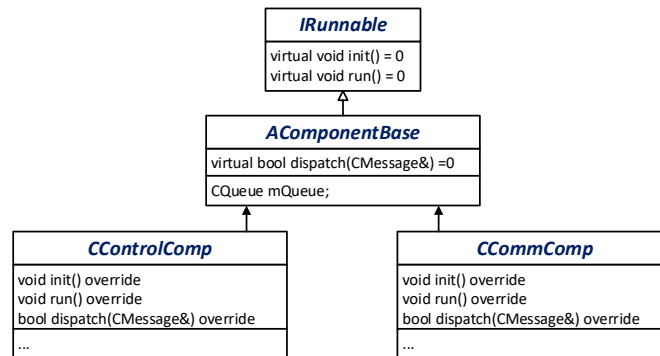 IRunnable
virtual void init() = 0
virtual void run() = 0
AComponentBase
virtual bool dispatch(CMessage&) =0
CQueue mQueue;
CControlComp
void init() override
void run() override
bool dispatch(CMessage&) override
...
CCommComp
void init() override
void run() override
bool dispatch(CMessage&) override
...